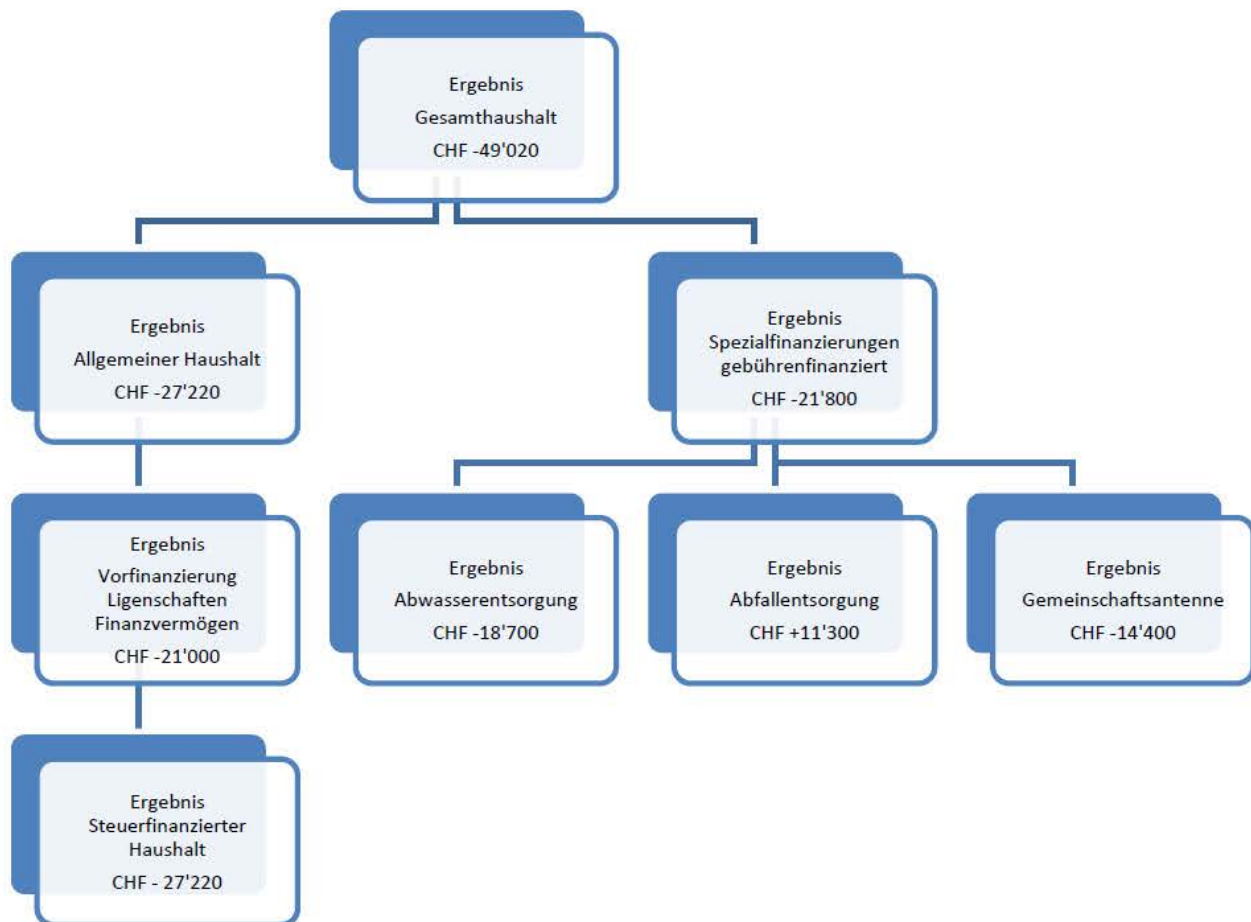 Ergebnis
Gesamthaushalt
CHF -49'020
Ergebnis
Allgemeiner Haushalt
CHF -27'220
Ergebnis
Spezialfinanzierungen
gebührenfinanziert
CHF -21'800
Ergebnis
Vorfinanzierung
Ligenschaften
Finanzvermögen
CHF -21'000
Ergebnis
Abwasserentsorgung
CHF -18'700
Ergebnis
Abfallentsorgung
CHF +11'300
Ergebnis
Gemeinschaftsantenne
CHF -14'400
Ergebnis
Steuerfinanzierter
Haushalt
CHF - 27'220